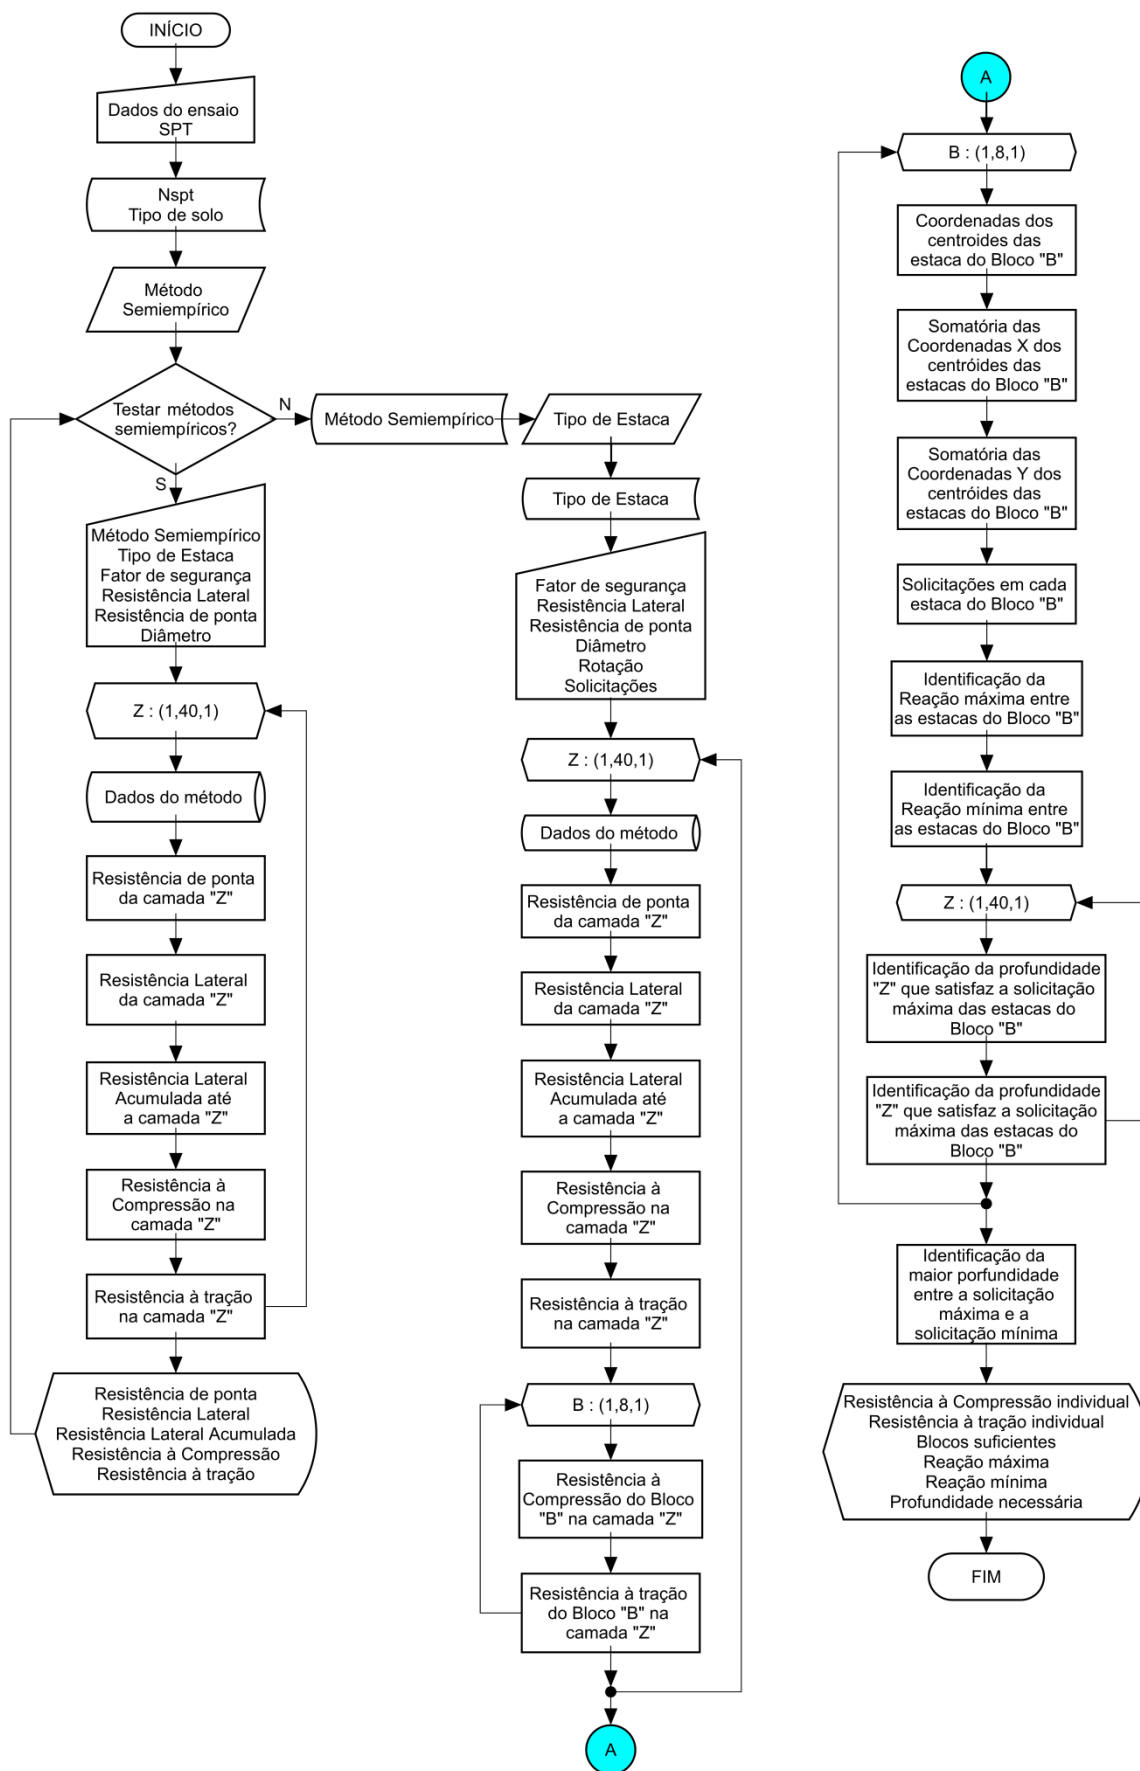 INÍCIO
Dados do ensaio
SPT
Nspt
Tipo de solo
Método
Semiempírico
Testar métodos
semiempíricos?
N
S
Método Semiempírico
Tipo de Estaca
Fator de segurança
Resistência Lateral
Resistência de ponta
Diâmetro
Z : (1,40,1)
Dados do método
Resistência de ponta
da camada "Z"
Resistência Lateral
da camada "Z"
Resistência Lateral
Acumulada até
a camada "Z"
Resistência à
Compressão na
camada "Z"
Resistência à tração
na camada "Z"
Resistência de ponta
Resistência Lateral
Resistência Lateral Acumulada
Resistência à Compressão
Resistência à tração
Método Semiempírico
Tipo de Estaca
Tipo de Estaca
Fator de segurança
Resistência Lateral
Resistência de ponta
Diâmetro
Rotação
Solicitações
Z : (1,40,1)
Dados do método
Resistência de ponta
da camada "Z"
Resistência Lateral
da camada "Z"
Resistência Lateral
Acumulada até
a camada "Z"
Resistência à
Compressão na
camada "Z"
Resistência à tração
na camada "Z"
B : (1,8,1)
Resistência à
Compressão do Bloco
"B" na camada "Z"
Resistência à tração
do Bloco "B" na
camada "Z"
A
A
B : (1,8,1)
Coordenadas dos
centroides das
estaca do Bloco "B"
Somatória das
Coordenadas X dos
centróides das
estacas do Bloco "B"
Somatória das
Coordenadas Y dos
centróides das
estacas do Bloco "B"
Solicitações em cada
estaca do Bloco "B"
Identificação da
Reação máxima entre
as estacas do Bloco "B"
Identificação da
Reação mínima entre
as estacas do Bloco "B"
Z : (1,40,1)
Identificação da profundidade
"Z" que satisfaz a solicitação
máxima das estacas do
Bloco "B"
Identificação da profundidade
"Z" que satisfaz a solicitação
máxima das estacas do
Bloco "B"
Identificação da
maior porfundidade
entre a solicitação
máxima e a
solicitação mínima
Resistência à Compressão individual
Resistência à tração individual
Blocos suficientes
Reação máxima
Reação mínima
Profundidade necessária
FIM